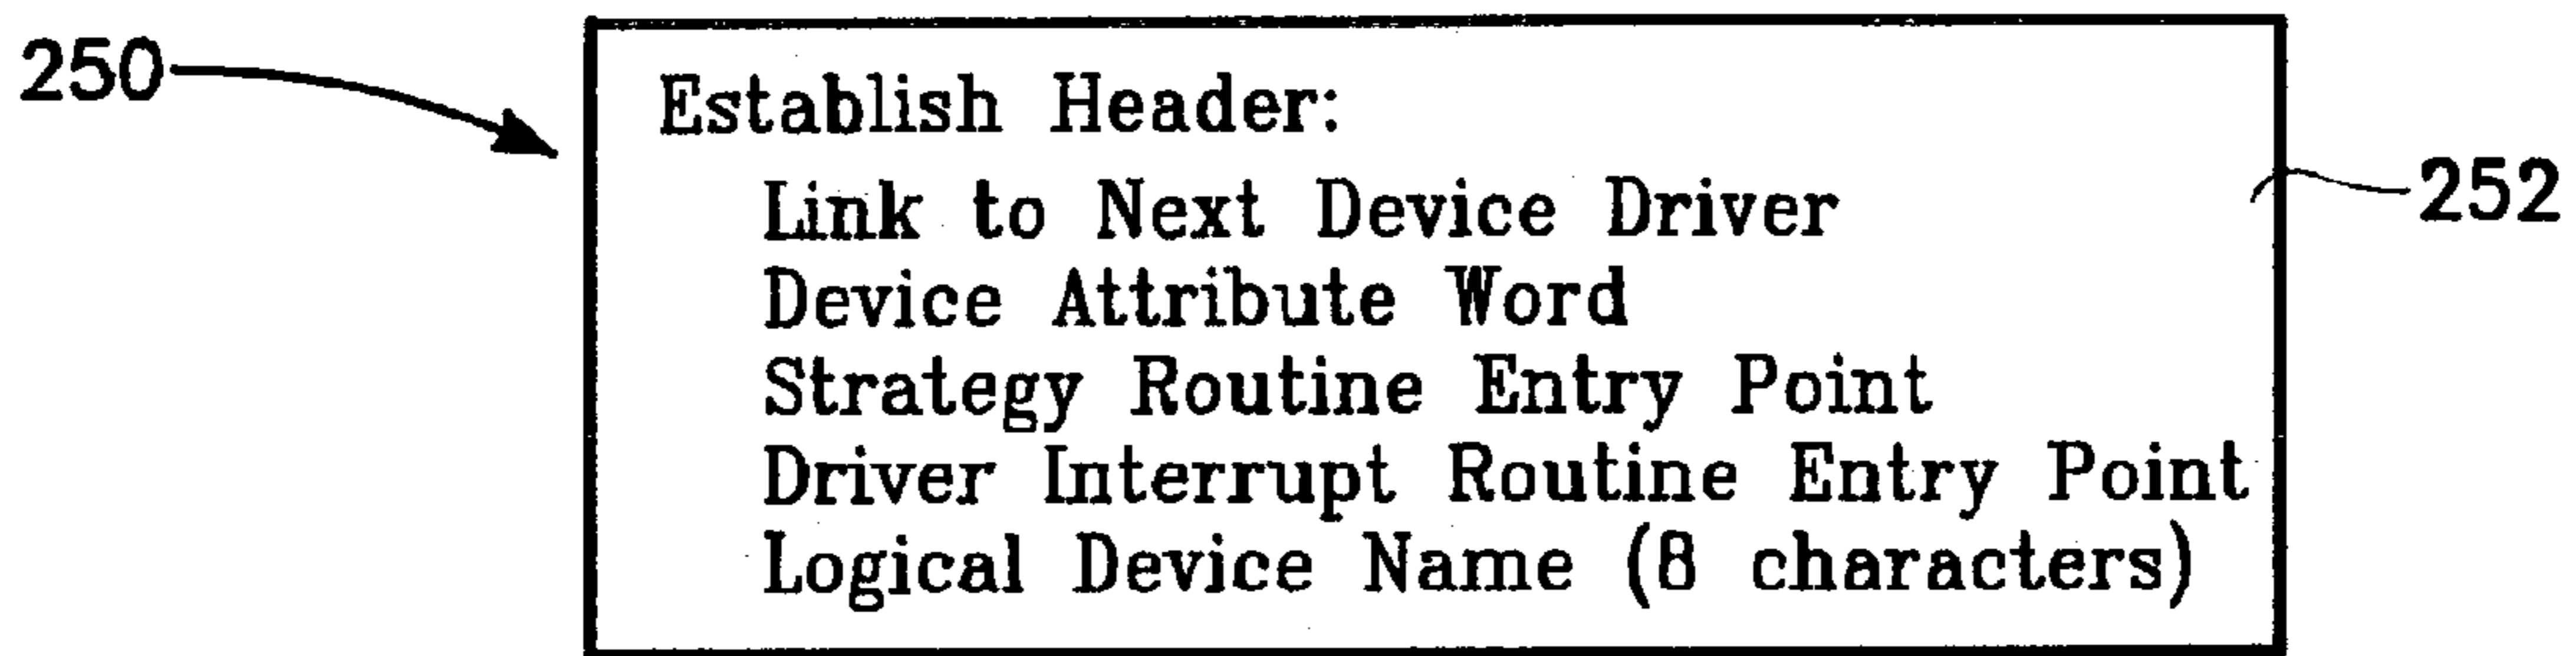 250
Establish Header:
Link to Next Device Driver
252
Device Attribute Word
Strategy Routine Entry Point
Driver Interrupt Routine Entry Point
Logical Device Name (8 characters)